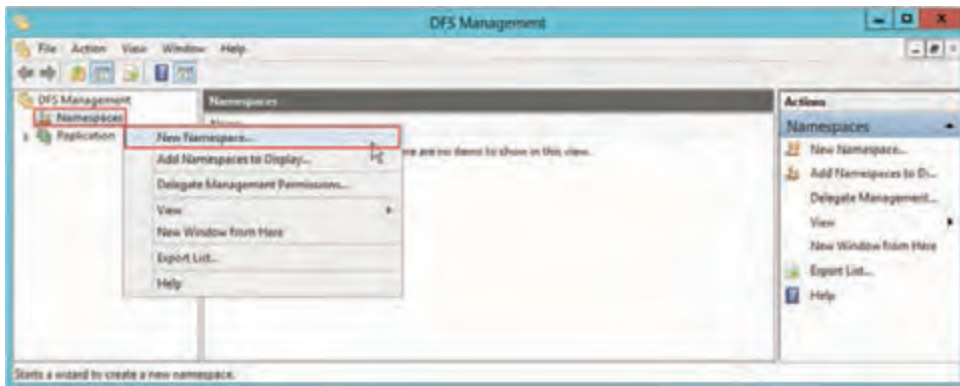 DFS Management
File Action View Window Help
DFS Management
Namespaces
Replication
Namespaces
Name
re are no items to show in this view.
New Namespace...
Add Namespaces to Display...
Delegate Management Permissions...
View
New Window from Here
Export List...
Help
Actions
Namespaces
New Namespace...
Add Namespaces to Di...
Delegate Management...
View
New Window from Here
Export List...
Help
Starts a wizard to create a new namespace.